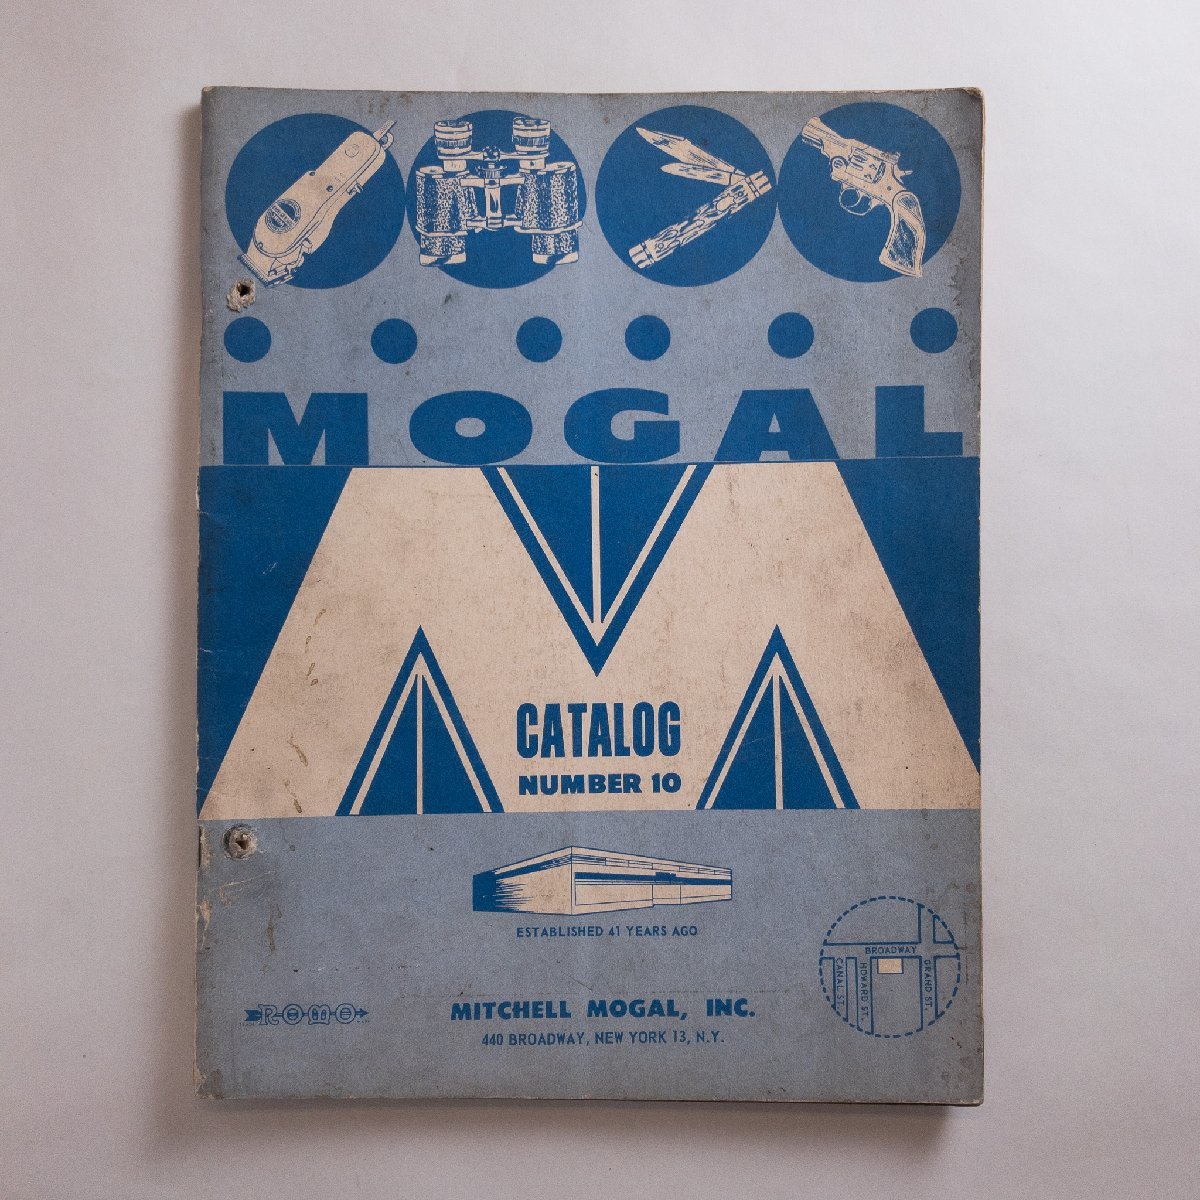 MOGAL
CATALOG
NUMBER 10
ESTABLISHED 41 YEARS AGO
BROADWAY
CANAL ST.
HOWARD ST.
GRAND ST.
ROMO
MITCHELL MOGAL, INC.
440 BROADWAY, NEW YORK 13, N.Y.